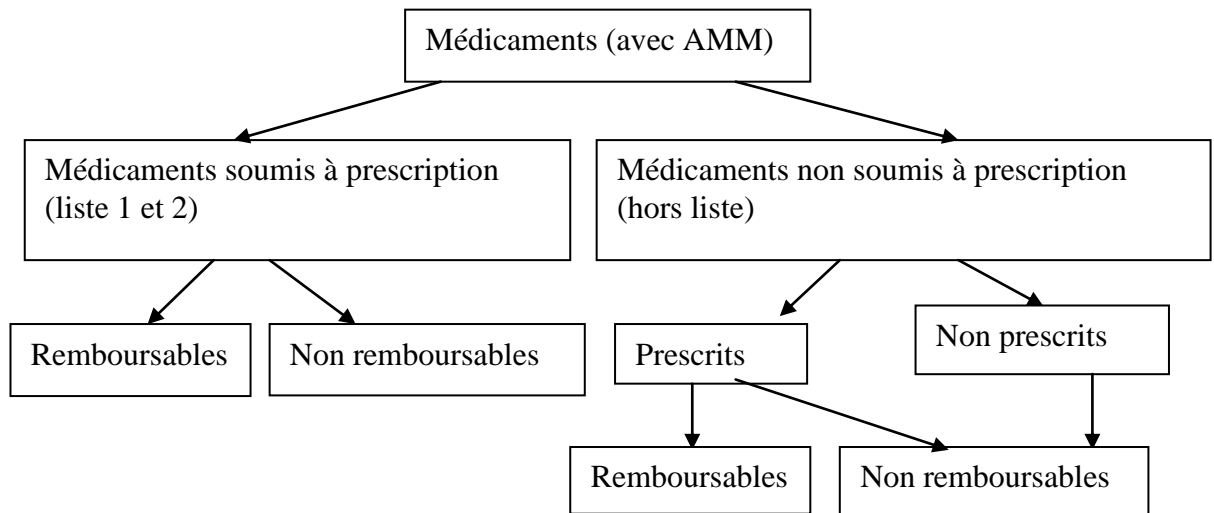 Médicaments (avec AMM)
Médicaments soumis à prescription
(liste 1 et 2)
Médicaments non soumis à prescription
(hors liste)
Remboursables
Non remboursables
Prescrits
Non prescrits
Remboursables
Non remboursables